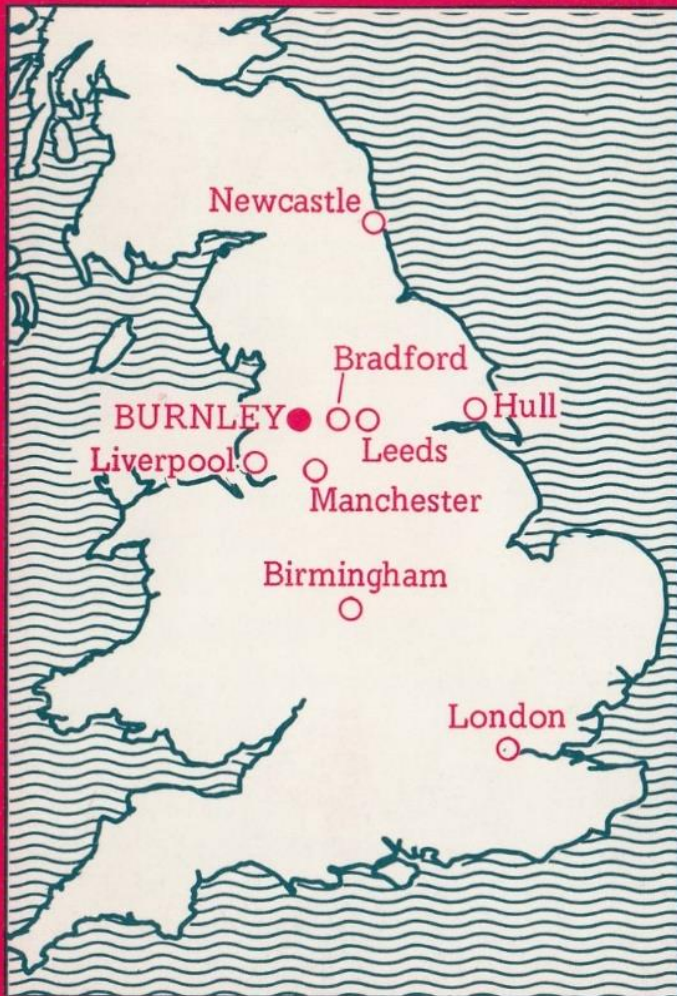 Newcastle
Bradford
BURNLEY
Hull
Leeds
Liverpool
Manchester
Birmingham
London